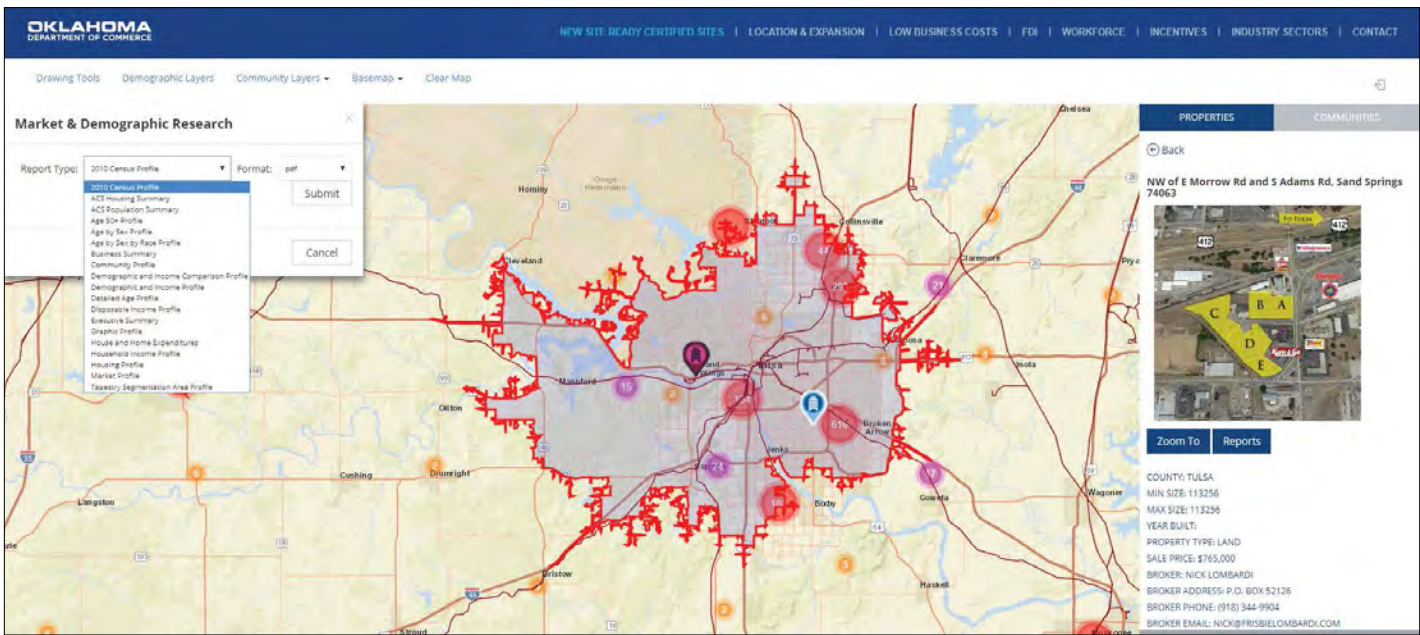 OKLAHOMA
DEPARTMENT OF COMMERCE
NEW SITE READY CERTIFIED SITES | LOCATION & EXPANSION | LOW BUSINESS COSTS | FDI | WORKFORCE | INCENTIVES | INDUSTRY SECTORS | CONTACT
Drawing Tools Demographic Layers Community Layers Basemap Clear Map
Market & Demographic Research
Report Type: 2010 Census Profile Format: pdf
2010 Census Profile
ACS Housing Summary
ACS Population Summary
Age 50+ Profile
Age by Sex Profile
Age by Sex by Race Profile
Business Summary
Community Profile
Demographic and Income Comparison Profile
Demographic and Income Profile
Detailed Age Profile
Disposable Income Profile
Executive Summary
Graphic Profile
House and Home Expenditures
Household Income Profile
Housing Profile
Market Profile
Tapestry Segmentation Area Profile
Submit
Cancel
Chelsea
Hominy
Collinsville
Cleveland
Claremore
Inola
Mannford
Oilton
Broken
Arrow
Jenks
Cushing
Drumright
Langston
Bixby
Coweta
Wagoner
Bristow
Haskell
Stroud
PROPERTIES COMMUNITIES
Back
NW of E Morrow Rd and S Adams Rd, Sand Springs
74063
TO TULSA
412
412
B A
C
D
E
Zoom To Reports
COUNTY: TULSA
MIN SIZE: 113256
MAX SIZE: 113256
YEAR BUILT:
PROPERTY TYPE: LAND
SALE PRICE: $765,000
BROKER: NICK LOMBARDI
BROKER ADDRESS: P.O. BOX 52126
BROKER PHONE: (918) 344-9904
BROKER EMAIL: NICK@FRISBIELOMBARDI.COM